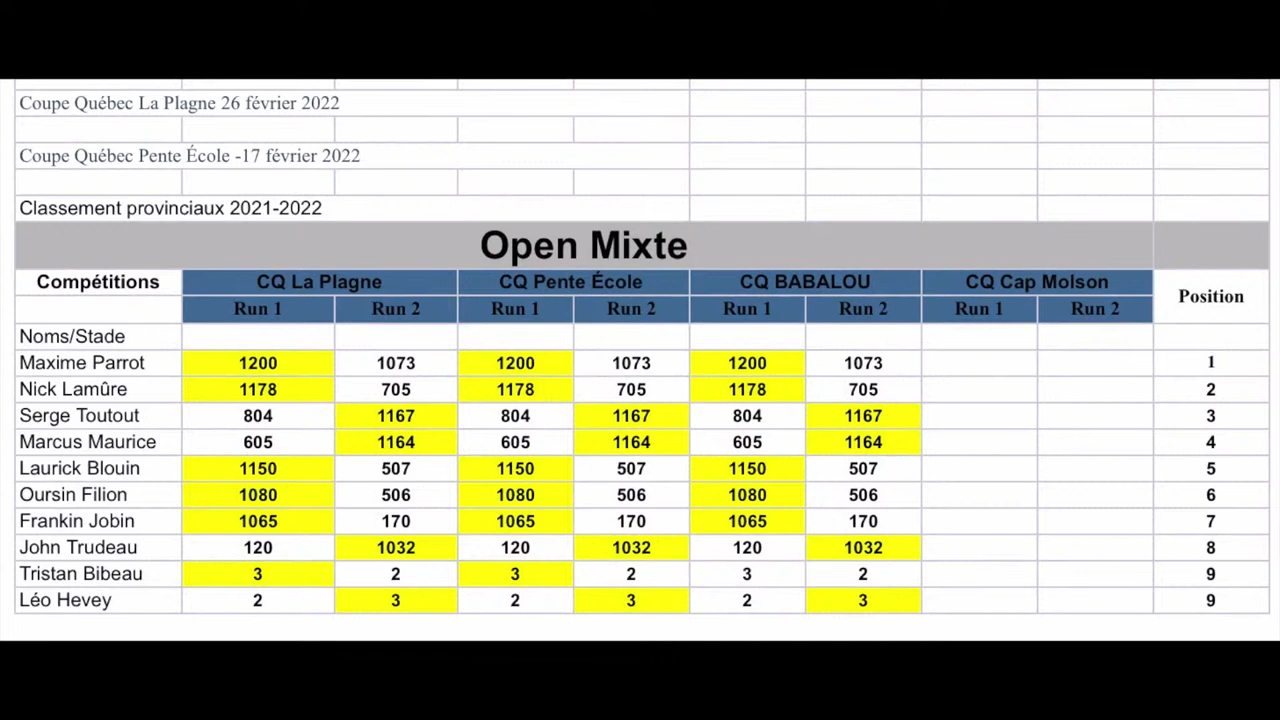 Coupe Québec La Plagne 26 février 2022
Coupe Québec Pente École -17 février 2022
Classement provinciaux 2021-2022
Open Mixte
Compétitions CQ La Plagne CQ Pente École CQ BABALOU CQ Cap Molson Position
Run 1 Run 2 Run 1 Run 2 Run 1 Run 2 Run 1 Run 2
Noms/Stade
Maxime Parrot 1200 1073 1200 1073 1200 1073 1
Nick Lamûre 1178 705 1178 705 1178 705 2
Serge Toutout 804 1167 804 1167 804 1167 3
Marcus Maurice 605 1164 605 1164 605 1164 4
Laurick Blouin 1150 507 1150 507 1150 507 5
Oursin Filion 1080 506 1080 506 1080 506 6
Frankin Jobin 1065 170 1065 170 1065 170 7
John Trudeau 120 1032 120 1032 120 1032 8
Tristan Bibeau 3 2 3 2 3 2 9
Léo Hevey 2 3 2 3 2 3 9